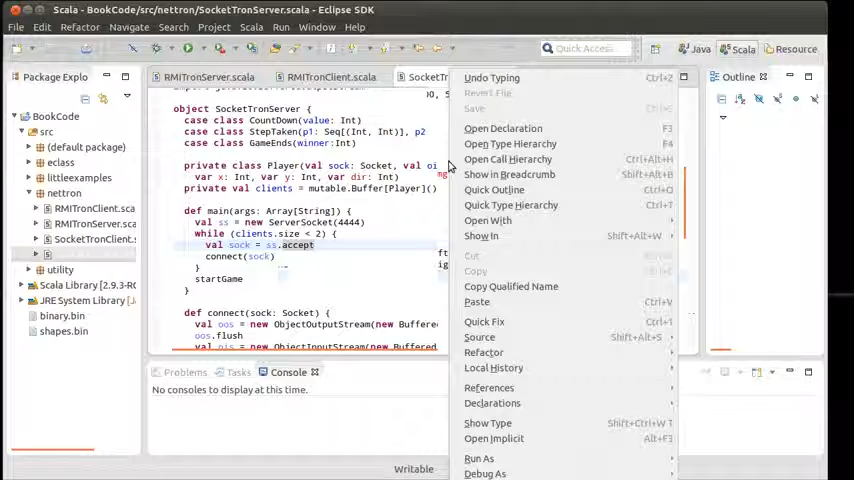 Scala - BookCode/src/nettron/SocketTronServer.scala - Eclipse SDK
File Edit Refactor Navigate Search Project Scala Run Window Help
Quick Acces
Java
Scala
Resource
Package Explo
RMITronServer.scala
RMITronClient.scala
SocketT
Outline
BookCode
src
(default package)
eclass
littleexamples
nettron
RMITronClient.sca
RMITronServer.sca
SocketTronClient.s
utility
Scala Library [2.9.3-RC
JRE System Library [
binary.bin
shapes.bin
object SocketTronServer {
case class CountDown(value: Int)
case class StepTaken(p1: Seq[(Int, Int)], p2
case class GameEnds(winner: Int)
private class Player(val sock: Socket, val oi
var x: Int, var y: Int, var dir: Int)
private val clients = mutable.Buffer[Player]()
def main(args: Array[String]) {
val ss = new ServerSocket(4444)
while (clients.size < 2) {
val sock = ss.accept
connect(sock)
}
startGame
}
def connect(sock: Socket) {
val oos = new ObjectOutputStream(new Buffere
oos.flush
val ois = new ObjectInputStream(new Buffered
Undo Typing Ctrl+Z
Revert File
Save Ctrl+S
Open Declaration F3
Open Type Hierarchy F4
Open Call Hierarchy Ctrl+Alt+H
Show in Breadcrumb Shift+Alt+B
Quick Outline Ctrl+O
Quick Type Hierarchy Ctrl+T
Open With
Show In Shift+Alt+W
Cut Ctrl+X
Copy Ctrl+C
Copy Qualified Name
Paste Ctrl+V
Quick Fix Ctrl+1
Source Shift+Alt+S
Refactor
Local History
References
Declarations
Show Type Shift+Ctrl+W T
Open Implicit Alt+F3
Run As
Debug As
Problems
Tasks
Console
No consoles to display at this time.
Writable